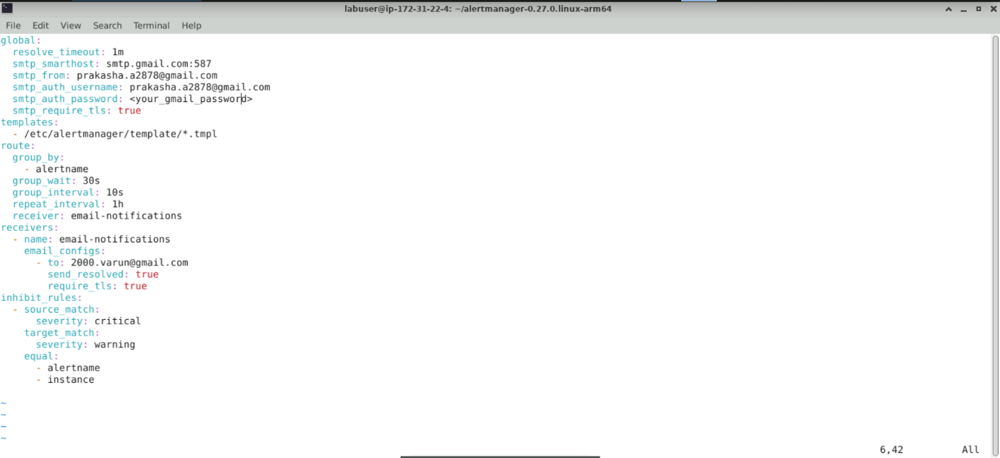 labuser@ip-172-31-22-4: ~/alertmanager-0.27.0.linux-arm64
File Edit View Search Terminal Help
global:
  resolve_timeout: 1m
  smtp_smarthost: smtp.gmail.com:587
  smtp_from: prakasha.a2878@gmail.com
  smtp_auth_username: prakasha.a2878@gmail.com
  smtp_auth_password: <your_gmail_password>
  smtp_require_tls: true
templates:
  - /etc/alertmanager/template/*.tmpl
route:
  group_by:
    - alertname
  group_wait: 30s
  group_interval: 10s
  repeat_interval: 1h
  receiver: email-notifications
receivers:
  - name: email-notifications
    email_configs:
      - to: 2000.varun@gmail.com
        send_resolved: true
        require_tls: true
inhibit_rules:
  - source_match:
      severity: critical
    target_match:
      severity: warning
    equal:
      - alertname
      - instance

~
~
~
~
6,42 All